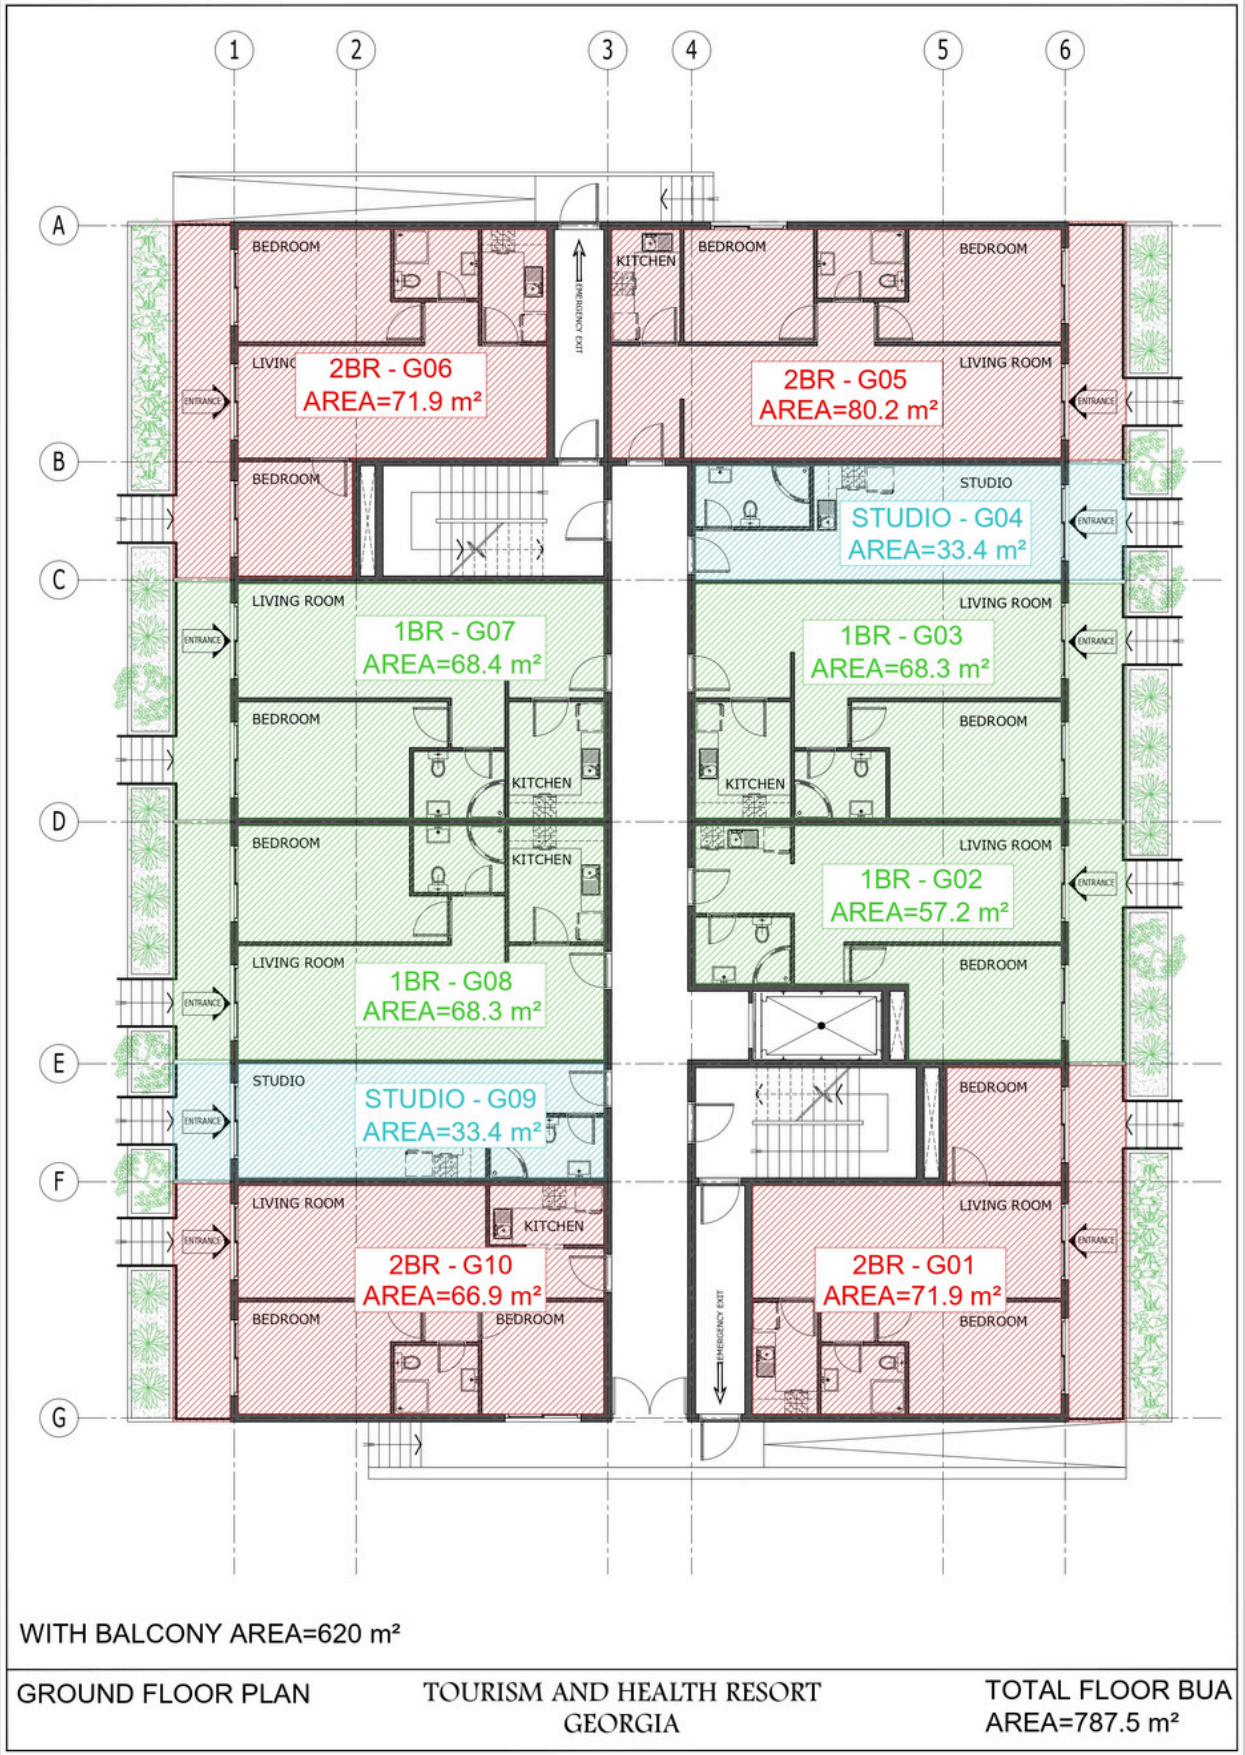 1 2 3 4 5 6
A
BEDROOM
BEDROOM
BEDROOM
KITCHEN
EMERGENCY EXIT
LIVING
2BR - G06
AREA=71.9 m²
LIVING ROOM
2BR - G05
AREA=80.2 m²
ENTRANCE
ENTRANCE
B
BEDROOM
STUDIO
STUDIO - G04
AREA=33.4 m²
ENTRANCE
C
LIVING ROOM
LIVING ROOM
1BR - G07
AREA=68.4 m²
1BR - G03
AREA=68.3 m²
ENTRANCE
ENTRANCE
BEDROOM
BEDROOM
KITCHEN
KITCHEN
D
BEDROOM
LIVING ROOM
KITCHEN
1BR - G02
AREA=57.2 m²
ENTRANCE
LIVING ROOM
BEDROOM
1BR - G08
AREA=68.3 m²
ENTRANCE
E
STUDIO
BEDROOM
STUDIO - G09
AREA=33.4 m²
ENTRANCE
F
LIVING ROOM
LIVING ROOM
KITCHEN
ENTRANCE
ENTRANCE
2BR - G10
AREA=66.9 m²
2BR - G01
AREA=71.9 m²
BEDROOM
BEDROOM
BEDROOM
EMERGENCY EXIT
G
WITH BALCONY AREA=620 m²
GROUND FLOOR PLAN
TOURISM AND HEALTH RESORT
GEORGIA
TOTAL FLOOR BUA
AREA=787.5 m²